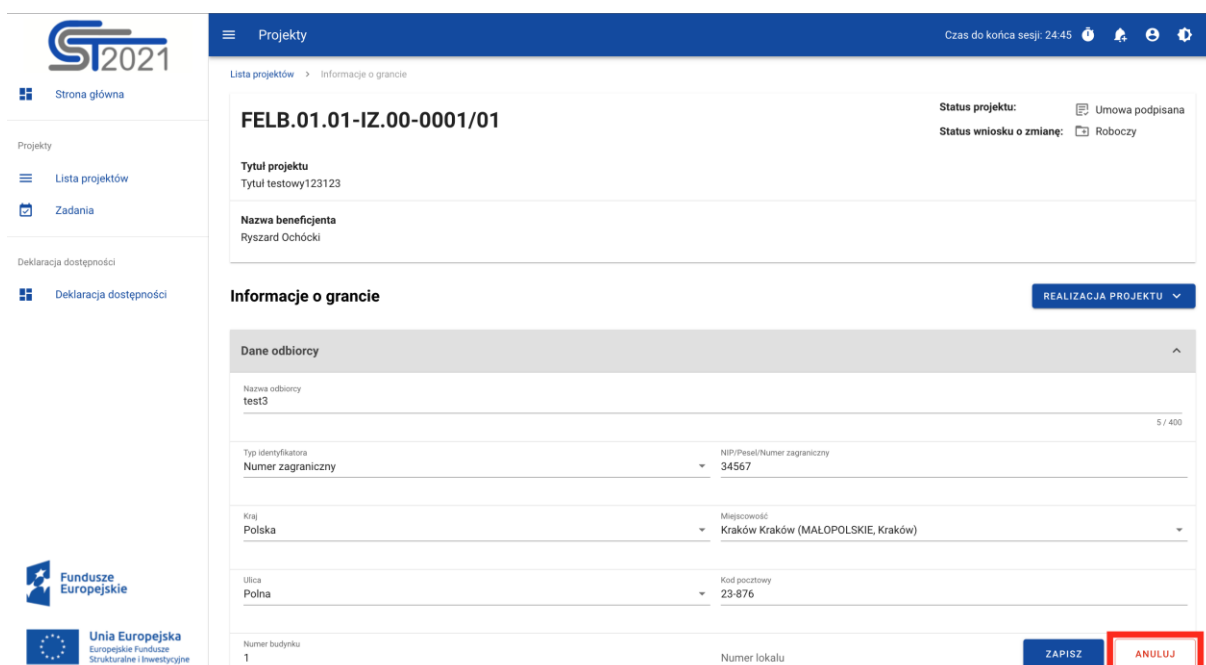 CST2021
Strona główna
Projekty
Lista projektów
Zadania
Deklaracja dostępności
Deklaracja dostępności
Fundusze
Europejskie
Unia Europejska
Europejskie Fundusze
Strukturalne i Inwestycyjne
Projekty
Czas do końca sesji: 24:45
Lista projektów > Informacje o grancie
FELB.01.01-IZ.00-0001/01
Status projektu: Umowa podpisana
Status wniosku o zmianę: Roboczy
Tytuł projektu
Tytuł testowy123123
Nazwa beneficjenta
Ryszard Ochócki
Informacje o grancie
REALIZACJA PROJEKTU
Dane odbiorcy
Nazwa odbiorcy
test3
5 / 400
Typ identyfikatora
Numer zagraniczny
NIP/Pesel/Numer zagraniczny
34567
Kraj
Polska
Miejscowość
Kraków Kraków (MAŁOPOLSKIE, Kraków)
Ulica
Polna
Kod pocztowy
23-876
Numer budynku
1
Numer lokalu
ZAPISZ
ANULUJ